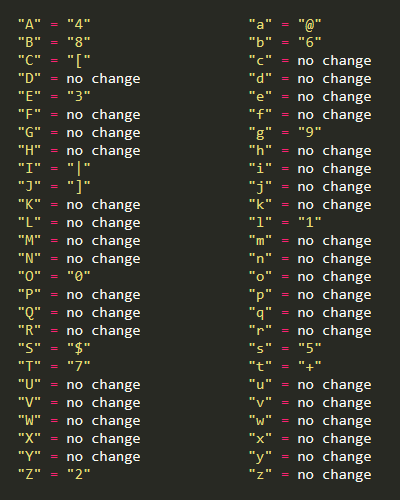 "A" = "4" "a" = "@"
"B" = "8" "b" = "6"
"C" = "[" "c" = no change
"D" = no change "d" = no change
"E" = "3" "e" = no change
"F" = no change "f" = no change
"G" = no change "g" = "9"
"H" = no change "h" = no change
"I" = "|" "i" = no change
"J" = "]" "j" = no change
"K" = no change "k" = no change
"L" = no change "l" = "1"
"M" = no change "m" = no change
"N" = no change "n" = no change
"O" = "0" "o" = no change
"P" = no change "p" = no change
"Q" = no change "q" = no change
"R" = no change "r" = no change
"S" = "$" "s" = "5"
"T" = "7" "t" = "+"
"U" = no change "u" = no change
"V" = no change "v" = no change
"W" = no change "w" = no change
"X" = no change "x" = no change
"Y" = no change "y" = no change
"Z" = "2" "z" = no change